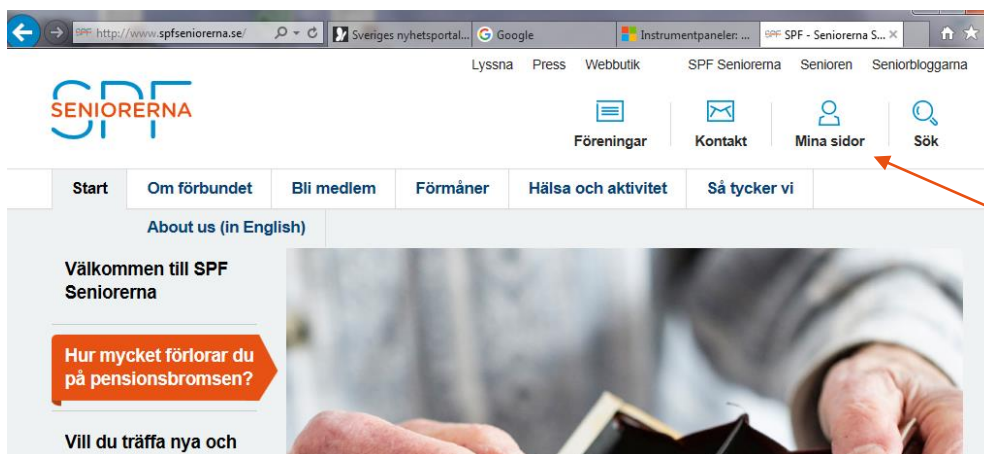 SPF http://www.spfseniorerna.se/
Sveriges nyhetsportal...
Google
Instrumentpaneler: ...
SPF SPF - Seniorerna S...
Lyssna Press Webbutik SPF Seniorerna Senioren Seniorbloggarna
SPF
SENIORERNA
Föreningar Kontakt Mina sidor Sök
Start Om förbundet Bli medlem Förmåner Hälsa och aktivitet Så tycker vi
About us (in English)
Välkommen till SPF
Seniorerna
Hur mycket förlorar du
på pensionsbromsen?
Vill du träffa nya och